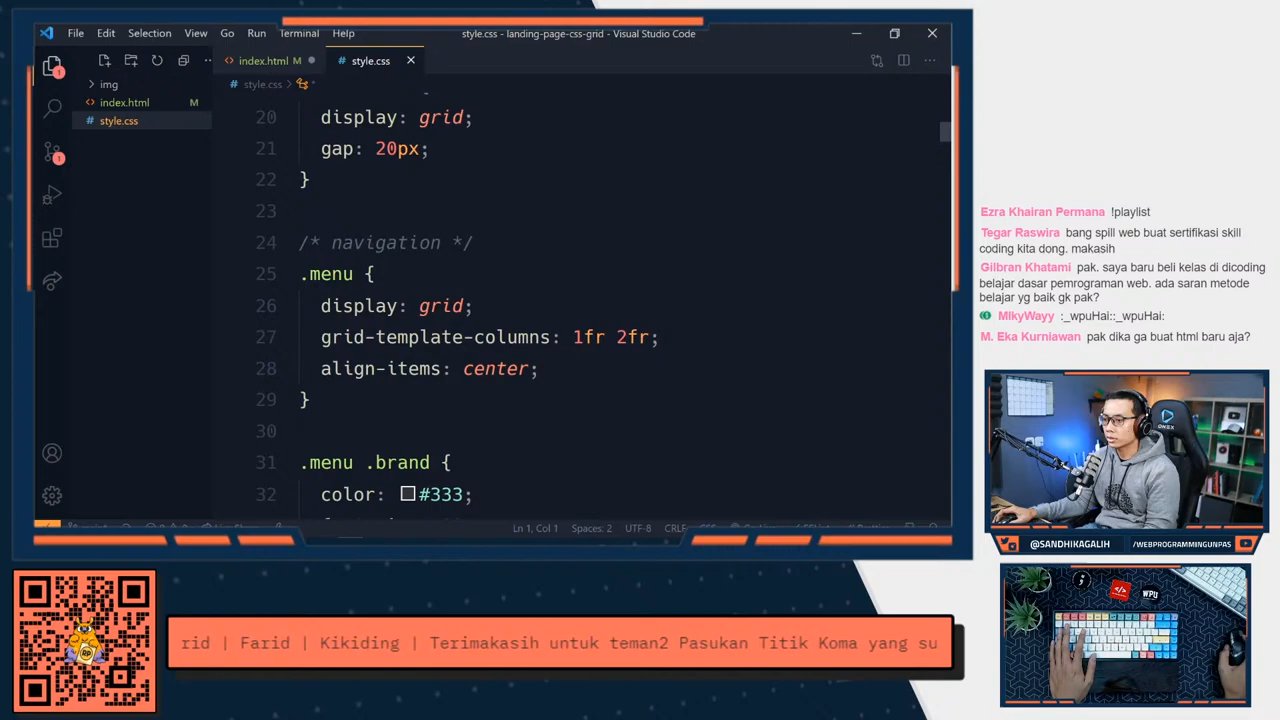 File Edit Selection View Go Run Terminal Help
style.css - landing-page-css-grid - Visual Studio Code
index.html M
style.css
style.css
img
index.html M
style.css
1
1
20 display: grid;
21 gap: 20px;
22 }
23
24 /* navigation */
25 .menu {
26 display: grid;
27 grid-template-columns: 1fr 2fr;
28 align-items: center;
29 }
30
31 .menu .brand {
32 color: #333;
Ln 1, Col 1 Spaces: 2 UTF-8 CRLF
Ezra Khairan Permana !playlist
Tegar Raswira bang spill web buat sertifikasi skill
coding kita dong. makasih
Gilbran Khatami pak. saya baru beli kelas di dicoding
belajar dasar pemrograman web. ada saran metode
belajar yg baik gk pak?
MlkyWayy :_wpuHai::_wpuHai:
M. Eka Kurniawan pak dika ga buat html baru aja?
@SANDHIKAGALIH /WEBPROGRAMMINGUNPAS
WPU
RP
rid | Farid | Kikiding | Terimakasih untuk teman2 Pasukan Titik Koma yang su